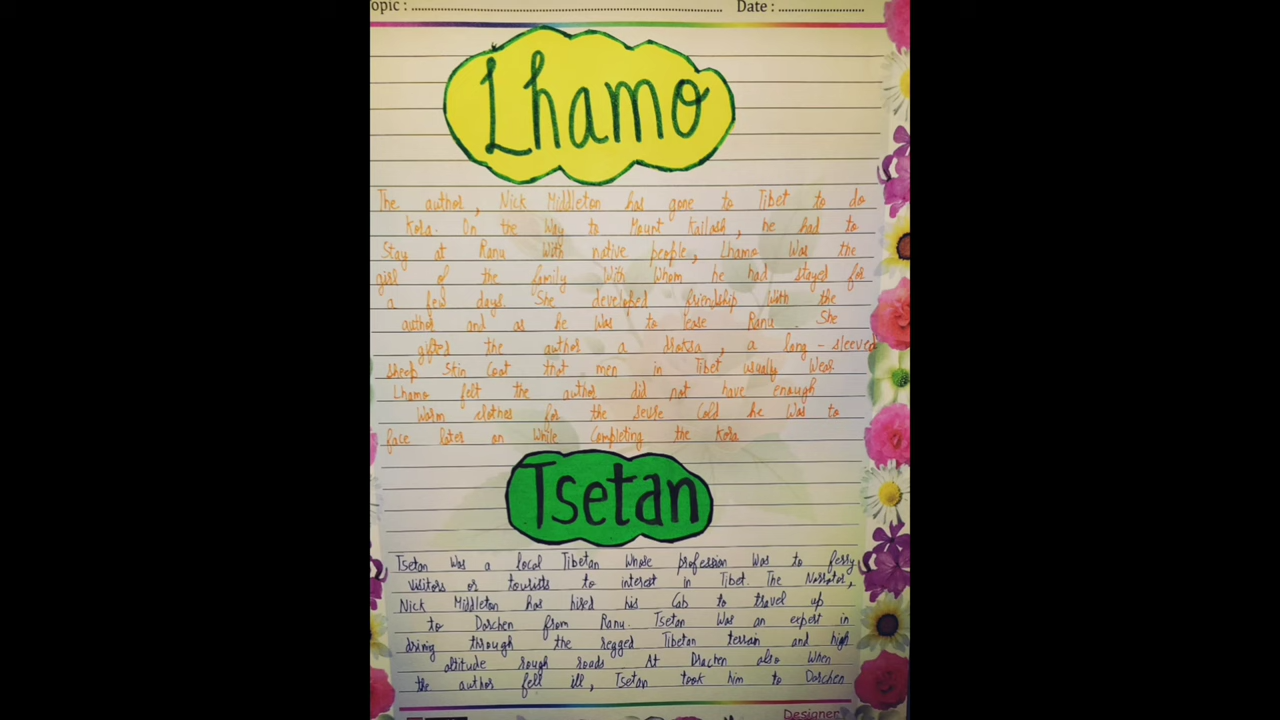 opic : Date :
Lhamo
The author, Nick Middleton has gone to Tibet to do
Kora. On the Way to Mount Kailash, he had to
Stay at Ranu With native people, Lhamo Was the
girl of the family With Whom he had stayed for
a few days. She developed friendship With the
author and as he Was to lease Ranu. She
gifted the author a droksa, a long - sleeved
sheep Skin Coat that men in Tibet usually Wear
Lhamo felt the author did not have enough
Warm clothes for the seuse Cold he Was to
face later on While Completing the Kora
Tsetan
Tsetan Was a local Tibetan Whose profession Was to ferry
visitors or tourists to interest in Tibet. The Narrator,
Nick Middleton has hired his Cab to travel up
to Darchen from Ranu. Tsetan Was an expert in
driving through the regged Tibetan terrain and high
altitude rough roads At Drachen also When
the author fell ill, Tsetan took him to Darchen
Designer